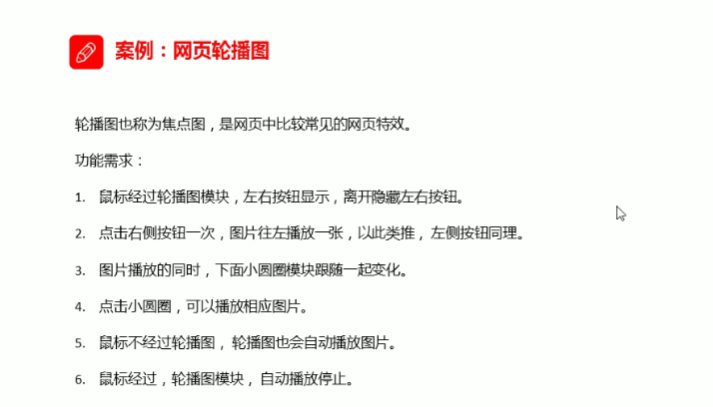 案例：网页轮播图
轮播图也称为焦点图，是网页中比较常见的网页特效。
功能需求：
1. 鼠标经过轮播图模块，左右按钮显示，离开隐藏左右按钮。
2. 点击右侧按钮一次，图片往左播放一张，以此类推， 左侧按钮同理。
3. 图片播放的同时，下面小圆圈模块跟随一起变化。
4. 点击小圆圈，可以播放相应图片。
5. 鼠标不经过轮播图， 轮播图也会自动播放图片。
6. 鼠标经过，轮播图模块， 自动播放停止。